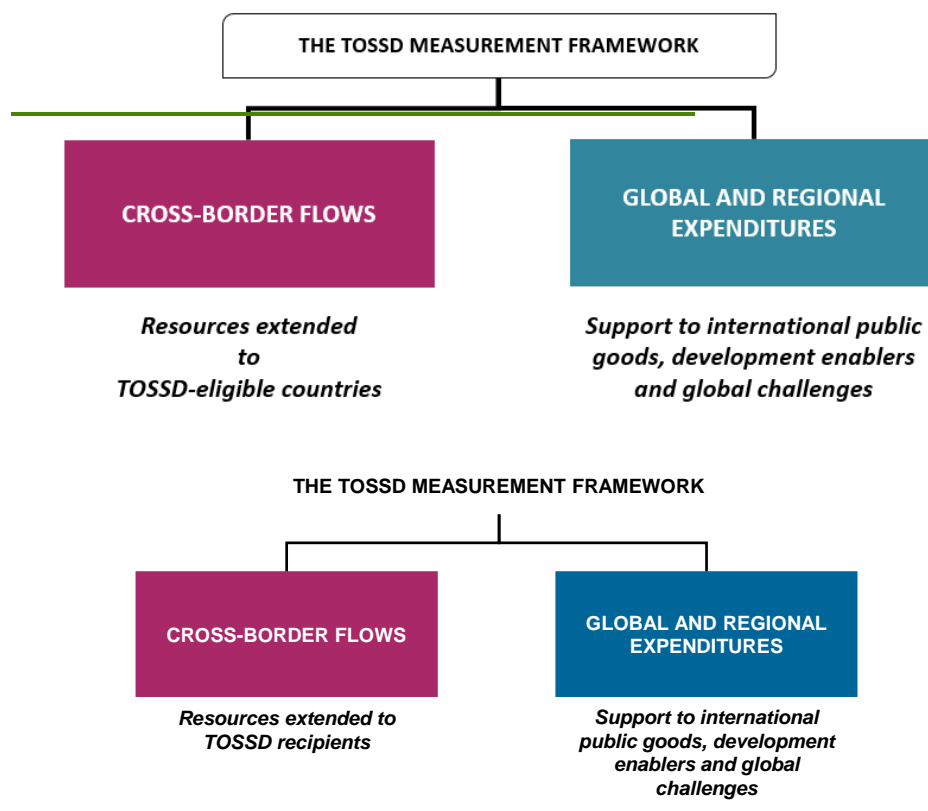 THE TOSSD MEASUREMENT FRAMEWORK
CROSS-BORDER FLOWS
Resources extended
to
TOSSD-eligible countries
GLOBAL AND REGIONAL
EXPENDITURES
Support to international public
goods, development enablers
and global challenges
THE TOSSD MEASUREMENT FRAMEWORK
CROSS-BORDER FLOWS
Resources extended to
TOSSD recipients
GLOBAL AND REGIONAL
EXPENDITURES
Support to international
public goods, development
enablers and global
challenges